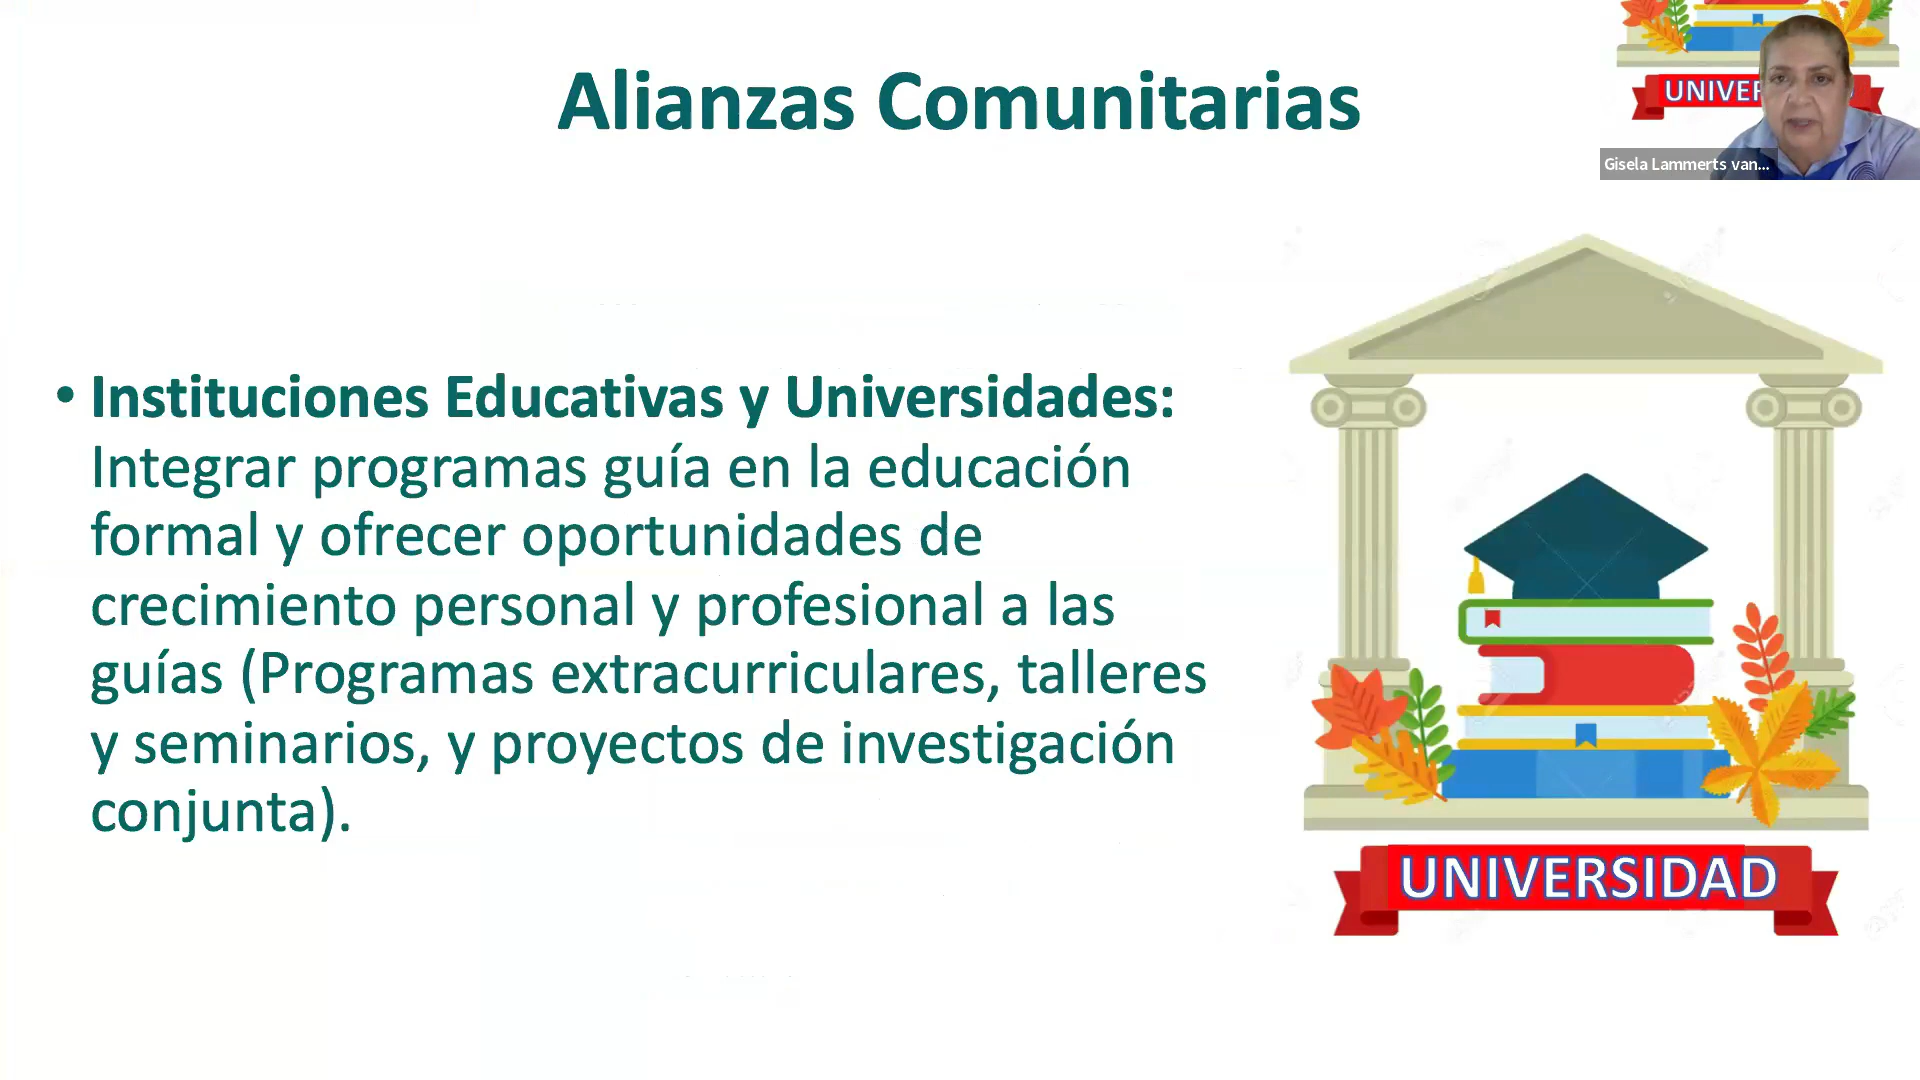 Alianzas Comunitarias
UNIVER
Gisela Lammerts van...
• Instituciones Educativas y Universidades:
Integrar programas guía en la educación
formal y ofrecer oportunidades de
crecimiento personal y profesional a las
guías (Programas extracurriculares, talleres
y seminarios, y proyectos de investigación
conjunta).
UNIVERSIDAD